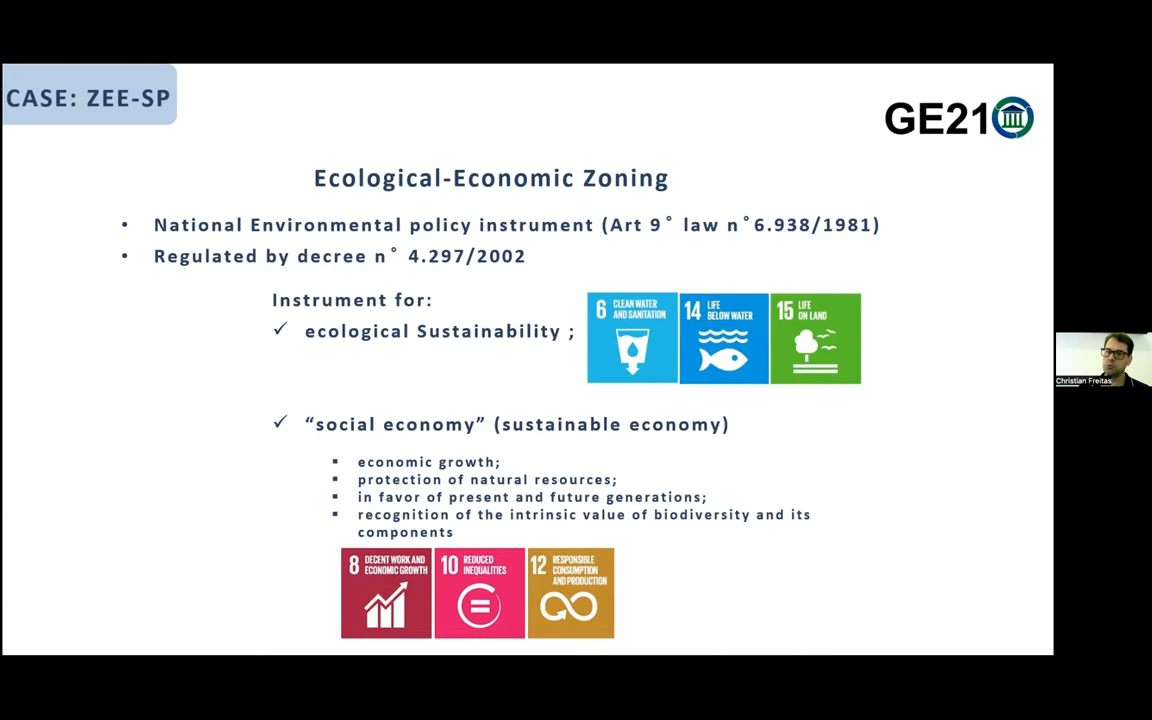 CASE: ZEE-SP
GE21
Ecological-Economic Zoning
• National Environmental policy instrument (Art 9° law n°6.938/1981)
• Regulated by decree n° 4.297/2002
Instrument for:
✓ ecological Sustainability ;
6 CLEAN WATER
AND SANITATION
14 LIFE
BELOW WATER
15 LIFE
ON LAND
✓ “social economy” (sustainable economy)
▪ economic growth;
▪ protection of natural resources;
▪ in favor of present and future generations;
▪ recognition of the intrinsic value of biodiversity and its
components
8 DECENT WORK AND
ECONOMIC GROWTH
10 REDUCED
INEQUALITIES
12 RESPONSIBLE
CONSUMPTION
AND PRODUCTION
Christian Freitas